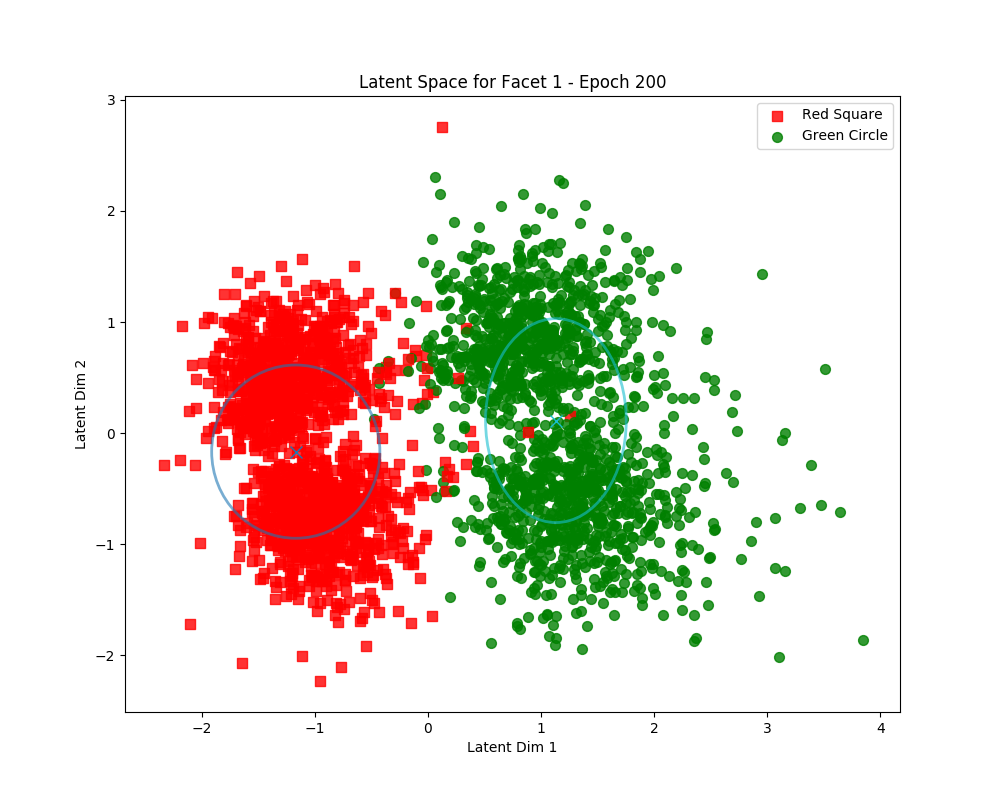 Latent Space for Facet 1 - Epoch 200
Red Square
Green Circle
3
2
1
0
−1
−2
Latent Dim 2
−2
−1
0
1
2
3
4
Latent Dim 1